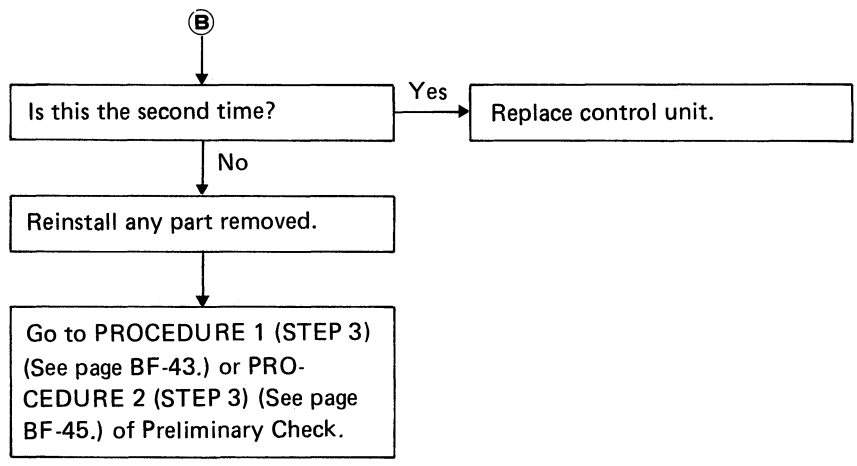 B
Is this the second time?
Yes
Replace control unit.
No
Reinstall any part removed.
Go to PROCEDURE 1 (STEP 3)
(See page BF-43.) or PRO-
CEDURE 2 (STEP 3) (See page
BF-45.) of Preliminary Check.